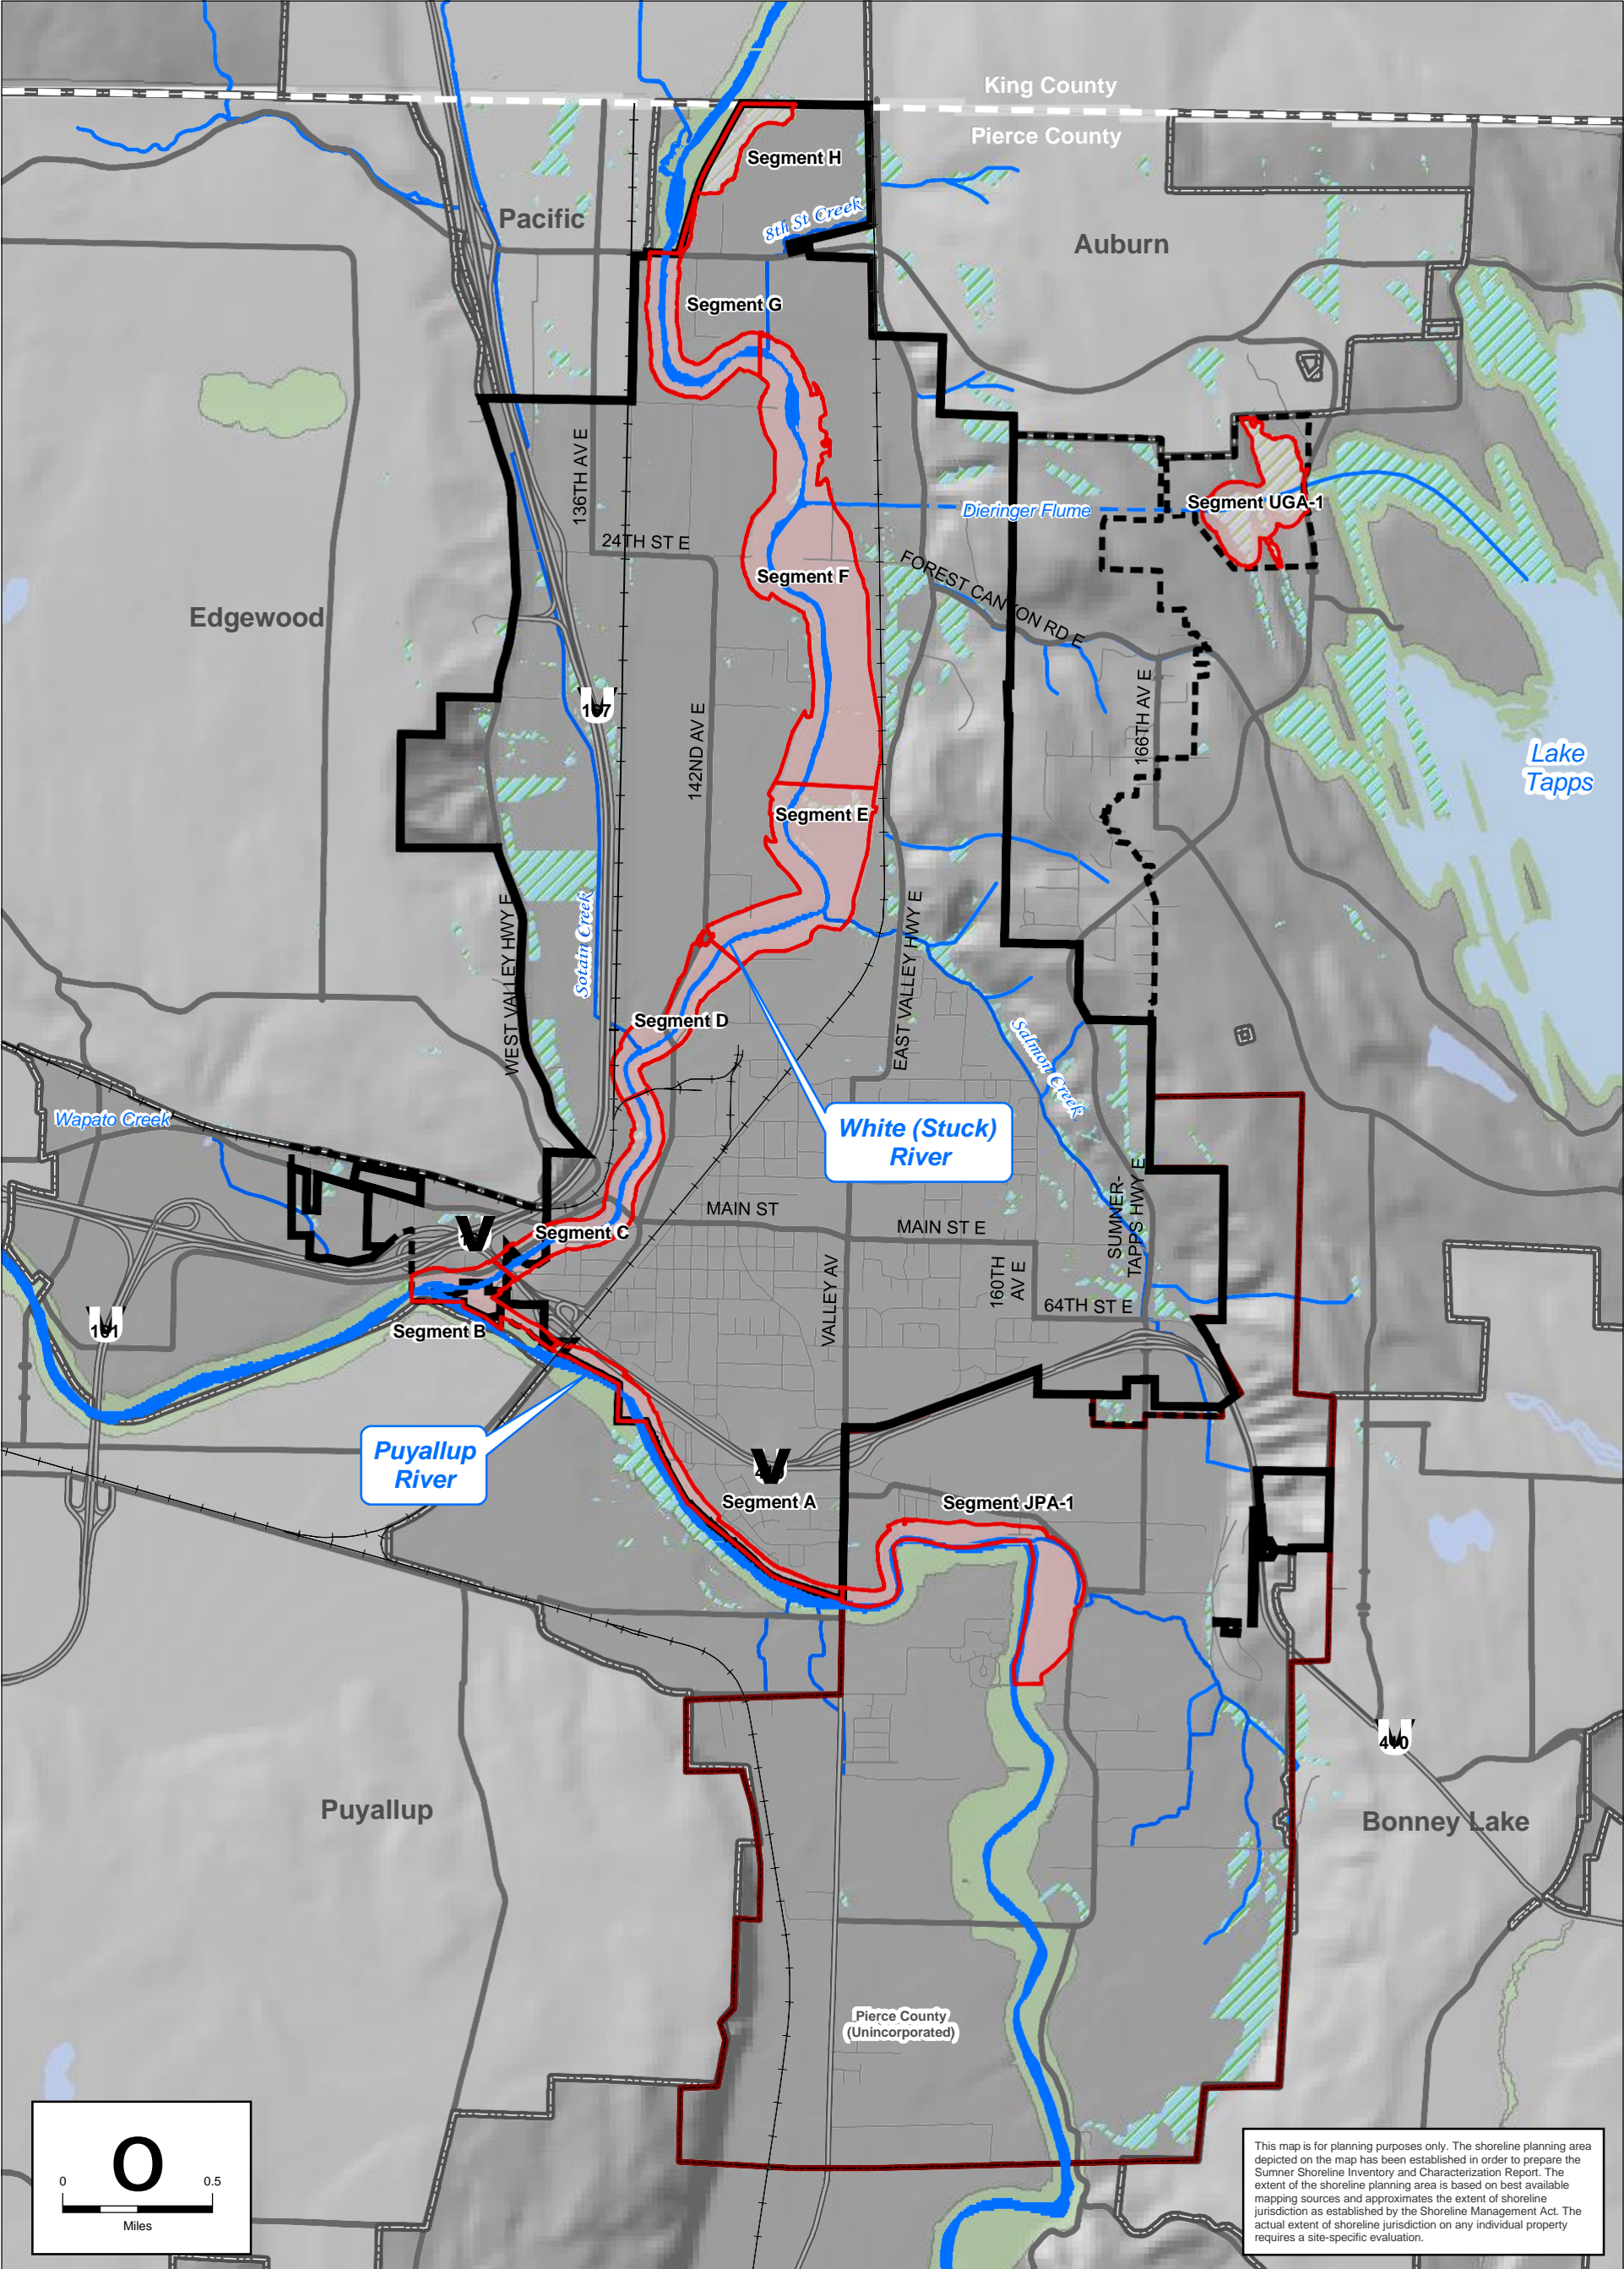 King County
Pierce County
Segment H
Pacific
8th St Creek
Auburn
Segment G
136TH AV E
Segment UGA-1
Dieringer Flume
24TH ST E
Segment F
FOREST CANYON RD E
Edgewood
167
166TH AV E
142ND AV E
Lake
Tapps
Segment E
WEST VALLEY HWY E
Sotain Creek
EAST VALLEY HWY E
Segment D
Salmon Creek
Wapato Creek
White (Stuck)
River
SUMNER-
TAPPS HWY E
MAIN ST
MAIN ST E
Segment C
160TH
AV E
VALLEY AV
64TH ST E
161
Segment B
Puyallup
River
Segment A
Segment JPA-1
410
Puyallup
Bonney Lake
Pierce County
(Unincorporated)
O
0 0.5
Miles
This map is for planning purposes only. The shoreline planning area
depicted on the map has been established in order to prepare the
Sumner Shoreline Inventory and Characterization Report. The
extent of the shoreline planning area is based on best available
mapping sources and approximates the extent of shoreline
jurisdiction as established by the Shoreline Management Act. The
actual extent of shoreline jurisdiction on any individual property
requires a site-specific evaluation.